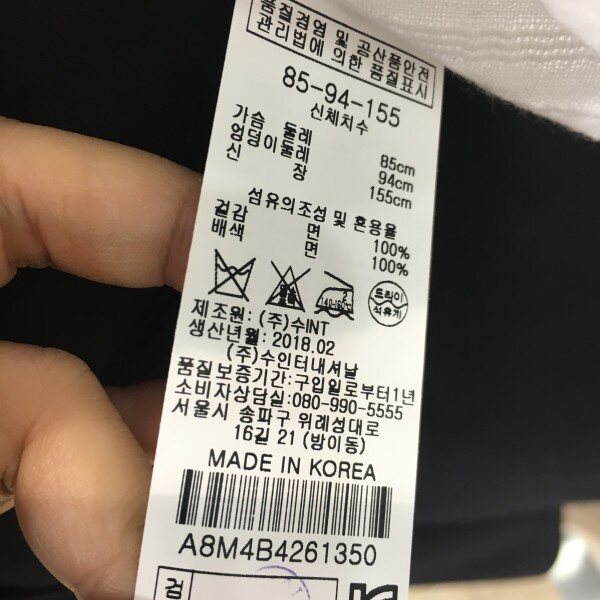 품질경영 및 공산품안전
관리법에 의한 품질표시
85-94-155
신체치수
가슴 둘레 85cm
엉덩이둘레 94cm
신 장 155cm
섬유의조성 및 혼용율
겉감 면 100%
배색 면 100%
140-160℃
드라이
석유계
제조원: (주)수INT
생산년월: 2018.02
(주)수인터내셔날
품질보증기간:구입일로부터1년
소비자상담실:080-990-5555
서울시 송파구 위례성대로
16길 21 (방이동)
MADE IN KOREA
A8M4B4261350
검